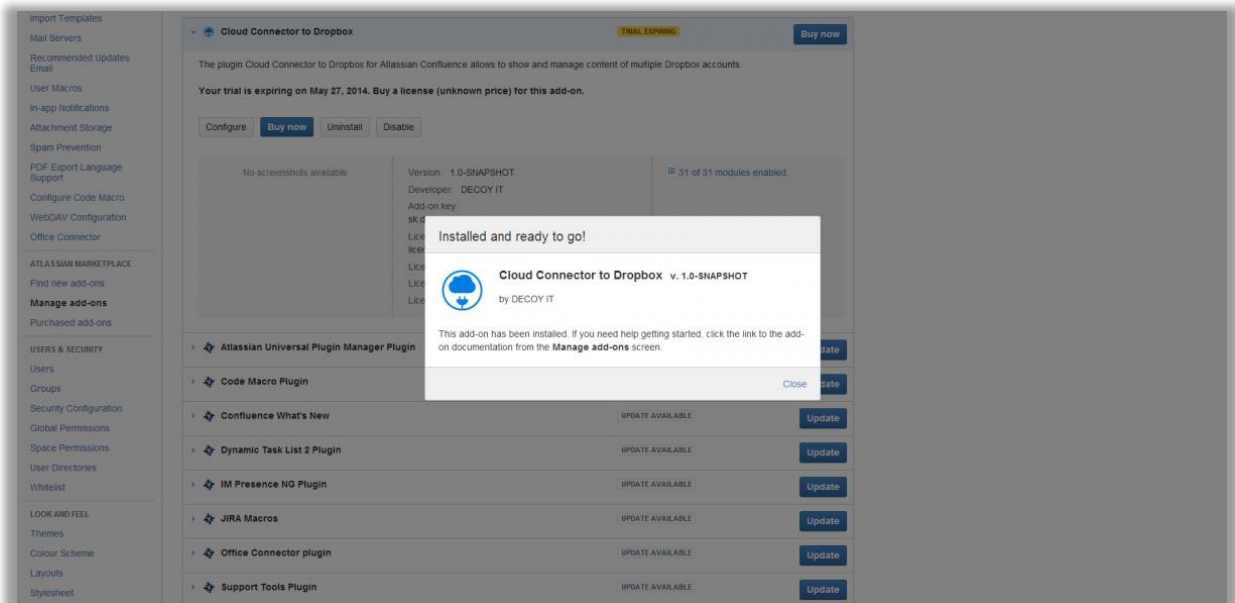 Import Templates
Mail Servers
Recommended Updates
Email
User Macros
In-app Notifications
Attachment Storage
Spam Prevention
PDF Export Language
Support
Configure Code Macro
WebDAV Configuration
Office Connector
ATLASSIAN MARKETPLACE
Find new add-ons
Manage add-ons
Purchased add-ons
USERS & SECURITY
Users
Groups
Security Configuration
Global Permissions
Space Permissions
User Directories
Whitelist
LOOK AND FEEL
Themes
Colour Scheme
Layouts
Stylesheet
Cloud Connector to Dropbox TRIAL EXPIRING Buy now
The plugin Cloud Connector to Dropbox for Atlassian Confluence allows to show and manage content of multiple Dropbox accounts.
Your trial is expiring on May 27, 2014. Buy a license (unknown price) for this add-on.
Configure Buy now Uninstall Disable
No screenshots available
Version: 1.0-SNAPSHOT
Developer: DECOY IT
Add-on key:
31 of 31 modules enabled
Installed and ready to go!
Cloud Connector to Dropbox v. 1.0-SNAPSHOT
by DECOY IT
This add-on has been installed. If you need help getting started, click the link to the add-
on documentation from the Manage add-ons screen.
Close
Atlassian Universal Plugin Manager Plugin
Code Macro Plugin
Confluence What's New UPDATE AVAILABLE Update
Dynamic Task List 2 Plugin UPDATE AVAILABLE Update
IM Presence NG Plugin UPDATE AVAILABLE Update
JIRA Macros UPDATE AVAILABLE Update
Office Connector plugin UPDATE AVAILABLE Update
Support Tools Plugin UPDATE AVAILABLE Update